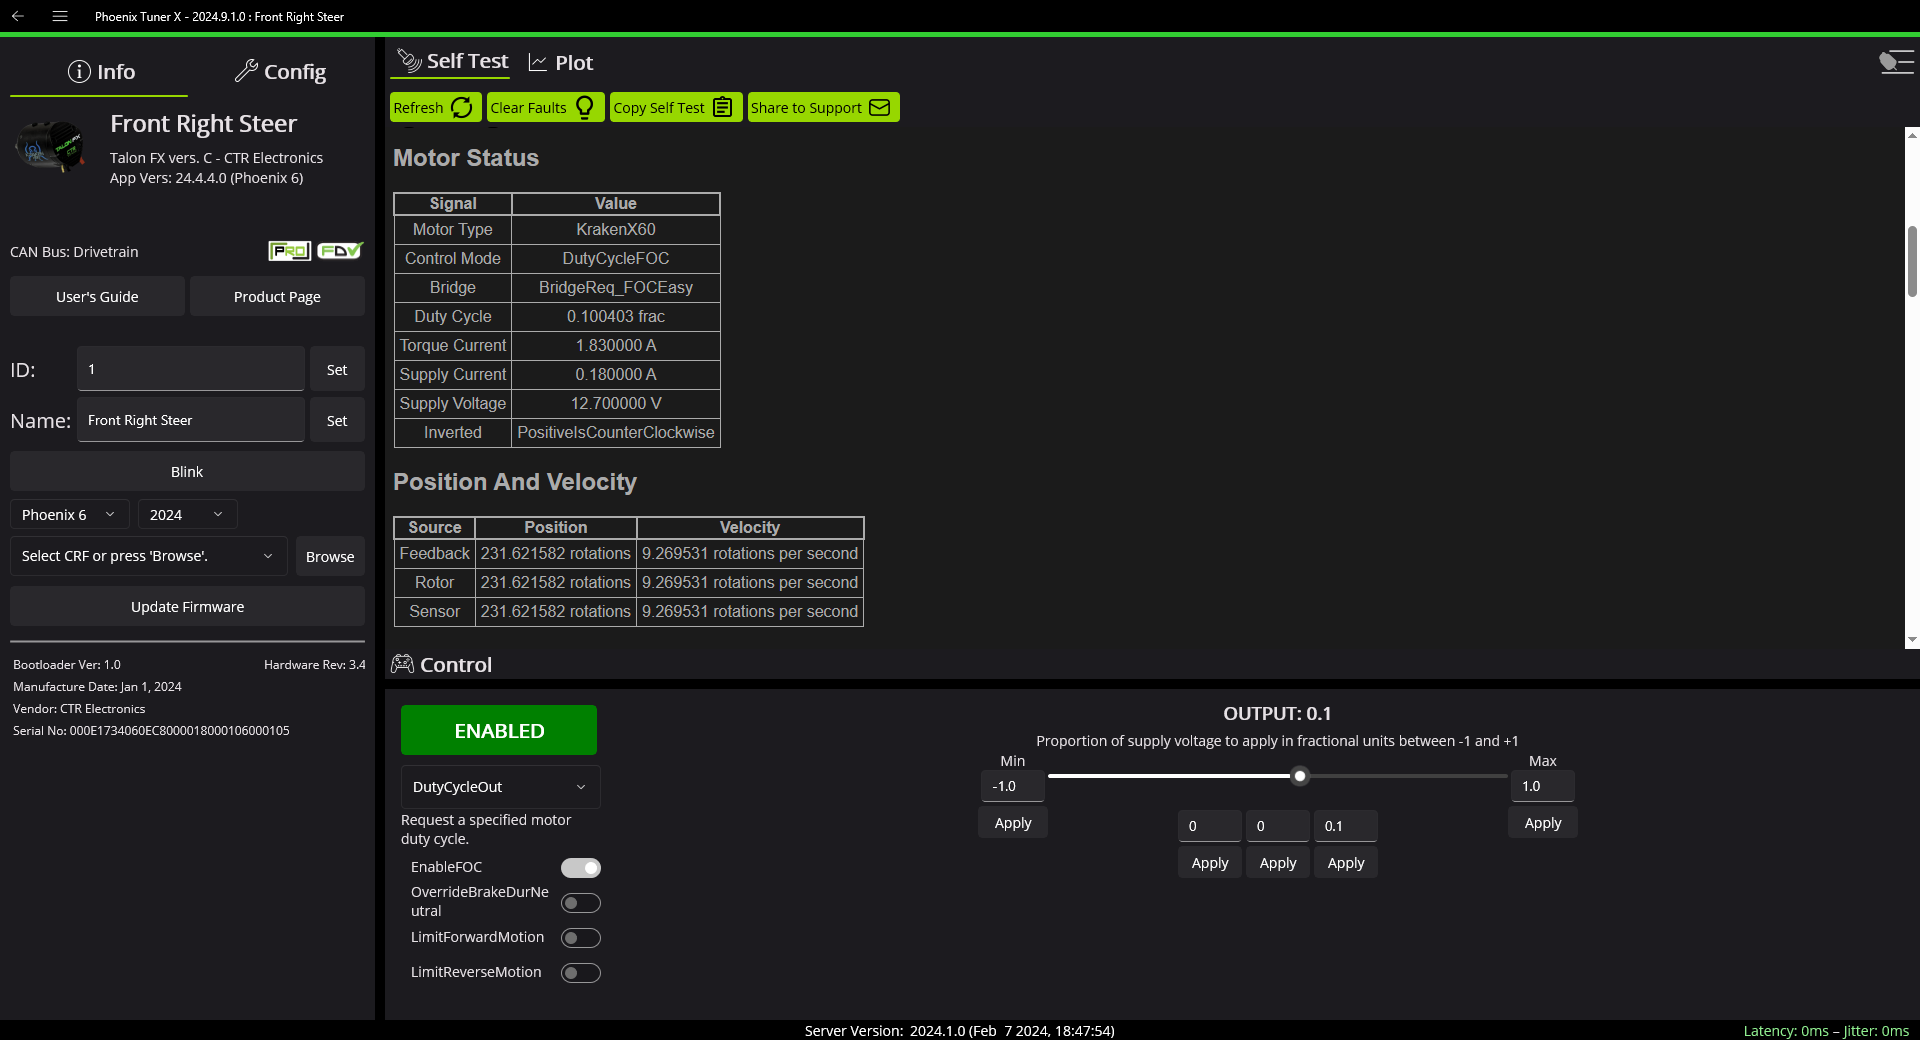 Phoenix Tuner X - 2024.9.1.0 : Front Right Steer
Info
Config
Front Right Steer
Talon FX vers. C - CTR Electronics
App Vers: 24.4.4.0 (Phoenix 6)
CAN Bus: Drivetrain
PRO
FD
User's Guide
Product Page
ID:
1
Set
Name:
Front Right Steer
Set
Blink
Phoenix 6
2024
Select CRF or press 'Browse'.
Browse
Update Firmware
Bootloader Ver: 1.0
Hardware Rev: 3.4
Manufacture Date: Jan 1, 2024
Vendor: CTR Electronics
Serial No: 000E1734060EC8000018000106000105
Self Test
Plot
Refresh
Clear Faults
Copy Self Test
Share to Support
Motor Status
Signal Value
Motor Type KrakenX60
Control Mode DutyCycleFOC
Bridge BridgeReq_FOCEasy
Duty Cycle 0.100403 frac
Torque Current 1.830000 A
Supply Current 0.180000 A
Supply Voltage 12.700000 V
Inverted PositiveIsCounterClockwise
Position And Velocity
Source Position Velocity
Feedback 231.621582 rotations 9.269531 rotations per second
Rotor 231.621582 rotations 9.269531 rotations per second
Sensor 231.621582 rotations 9.269531 rotations per second
Control
ENABLED
DutyCycleOut
Request a specified motor
duty cycle.
EnableFOC
OverrideBrakeDurNe
utral
LimitForwardMotion
LimitReverseMotion
OUTPUT: 0.1
Proportion of supply voltage to apply in fractional units between -1 and +1
Min
-1.0
Apply
Max
1.0
Apply
0 0 0.1
Apply Apply Apply
Server Version: 2024.1.0 (Feb 7 2024, 18:47:54)
Latency: 0ms – Jitter: 0ms